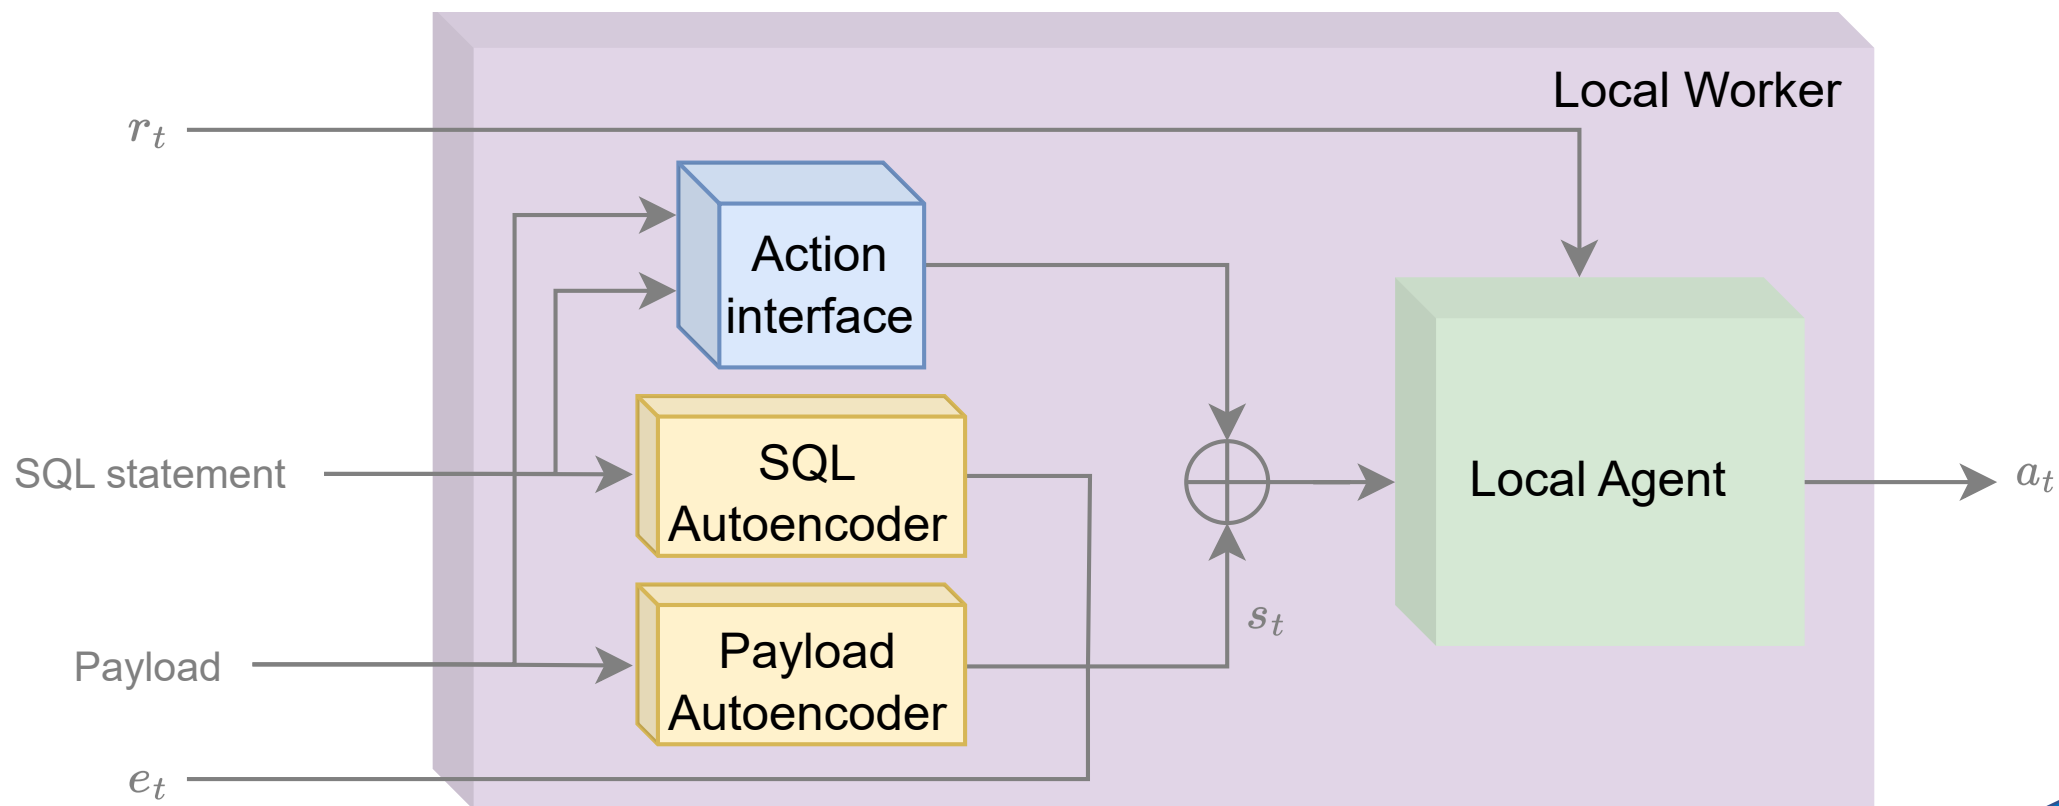 Local Worker
r_t
Action
interface
SQL statement
SQL
Autoencoder
Local Agent
a_t
s_t
Payload
Payload
Autoencoder
e_t